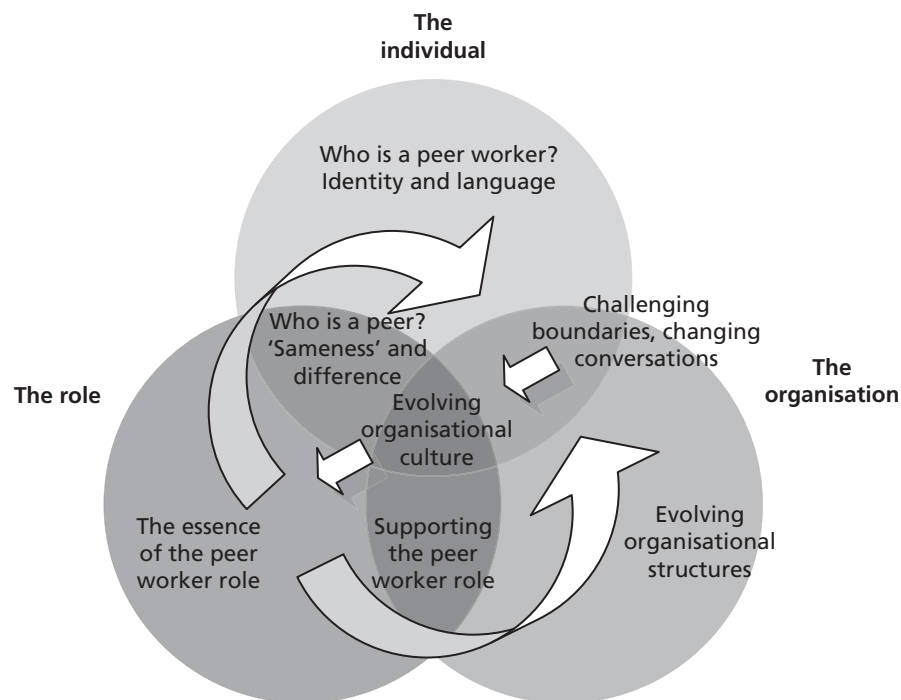 The
individual
Who is a peer worker?
Identity and language
Challenging
boundaries, changing
conversations
Who is a peer?
‘Sameness’ and
difference
The role
The
organisation
Evolving
organisational
culture
The essence
of the peer
worker role
Supporting
the peer
worker role
Evolving
organisational
structures